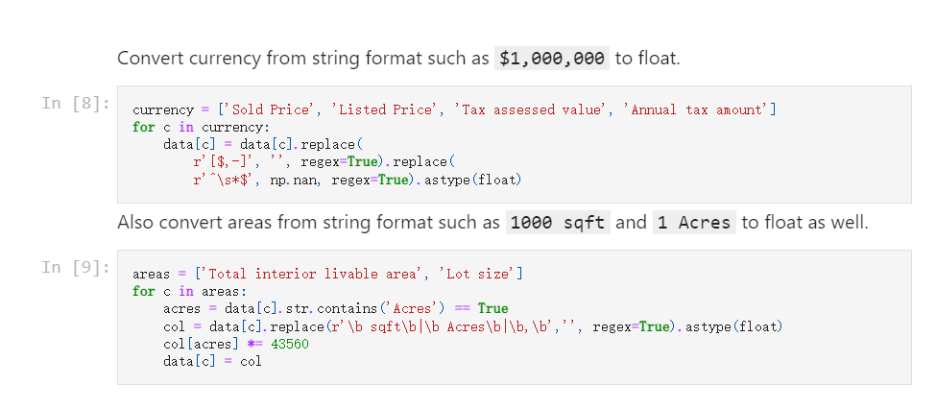 Convert currency from string format such as $1,000,000 to float.
In [8]:
currency = ['Sold Price', 'Listed Price', 'Tax assessed value', 'Annual tax amount']
for c in currency:
    data[c] = data[c].replace(
        r'[$,-]', '', regex=True).replace(
        r'^\s*$', np.nan, regex=True).astype(float)
Also convert areas from string format such as 1000 sqft and 1 Acres to float as well.
In [9]:
areas = ['Total interior livable area', 'Lot size']
for c in areas:
    acres = data[c].str.contains('Acres') == True
    col = data[c].replace(r'\b sqft\b|\b Acres\b|\b,\b','', regex=True).astype(float)
    col[acres] *= 43560
    data[c] = col